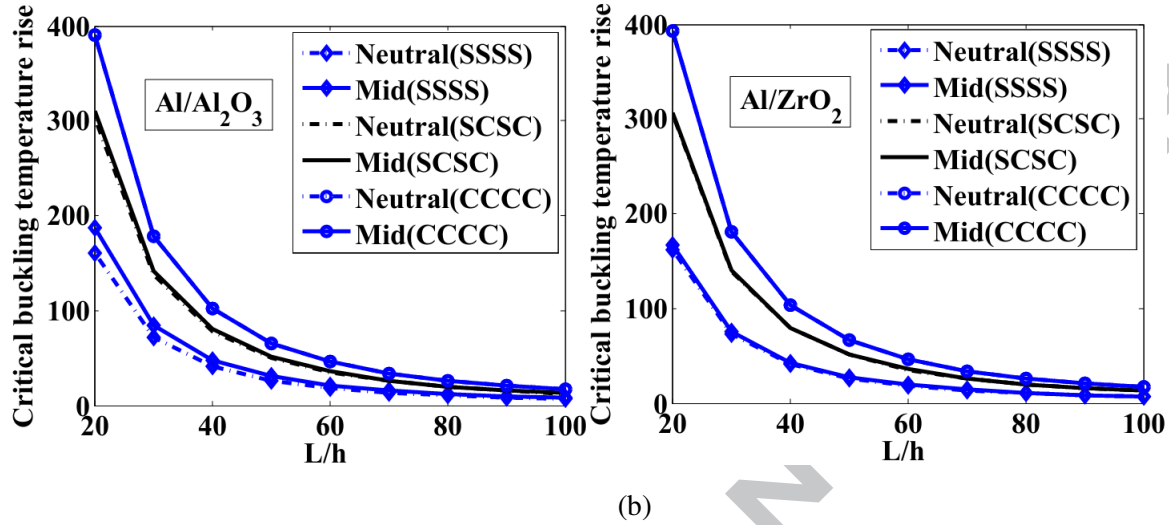 Critical buckling temperature rise
400
300
200
100
0
20
40
60
80
100
L/h
Al/Al₂O₃
Neutral(SSSS)
Mid(SSSS)
Neutral(SCSC)
Mid(SCSC)
Neutral(CCCC)
Mid(CCCC)
Critical buckling temperature rise
400
300
200
100
0
20
40
60
80
100
L/h
Al/ZrO₂
Neutral(SSSS)
Mid(SSSS)
Neutral(SCSC)
Mid(SCSC)
Neutral(CCCC)
Mid(CCCC)
(b)